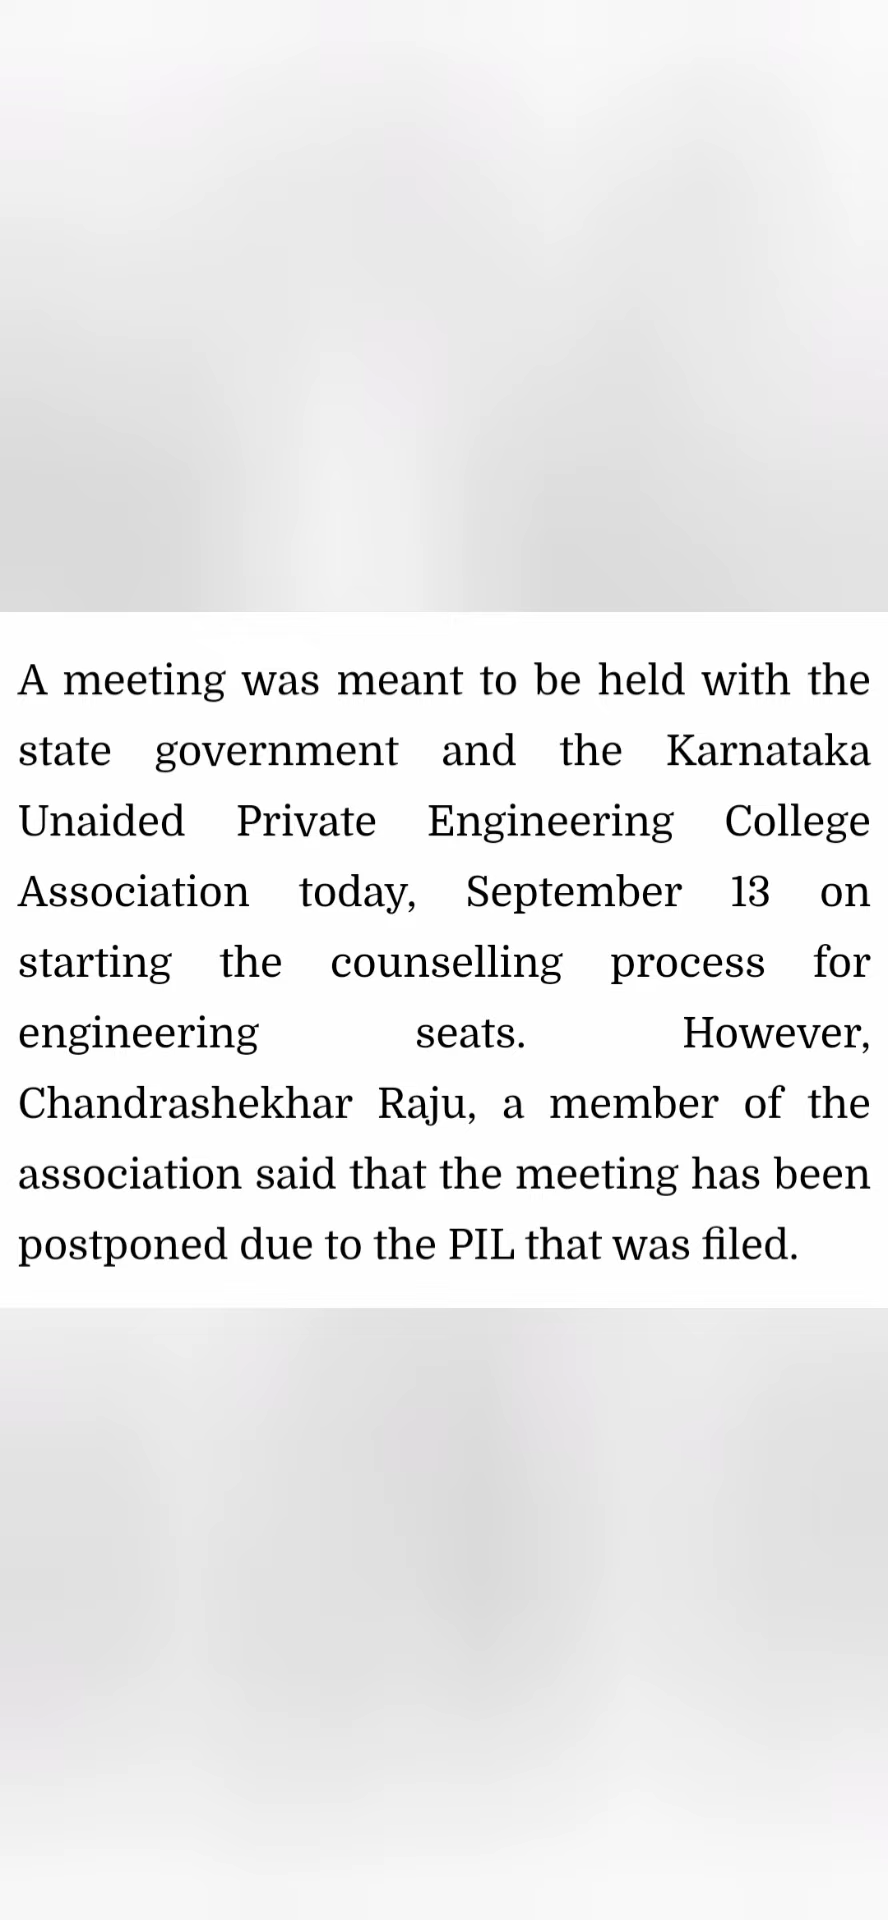 A meeting was meant to be held with the
state government and the Karnataka
Unaided Private Engineering College
Association today, September 13 on
starting the counselling process for
engineering seats. However,
Chandrashekhar Raju, a member of the
association said that the meeting has been
postponed due to the PIL that was filed.